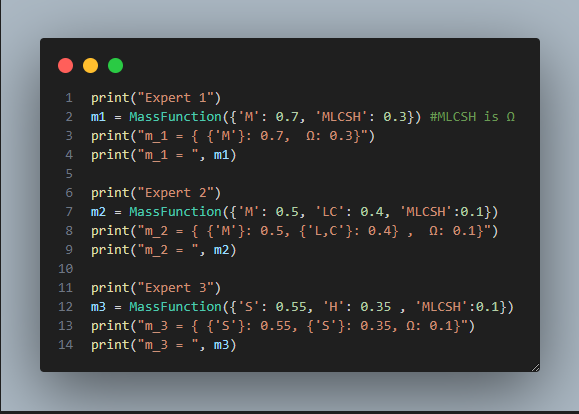 1 print("Expert 1")
2 m1 = MassFunction({'M': 0.7, 'MLCSH': 0.3}) #MLCSH is Ω
3 print("m_1 = { {'M'}: 0.7,  Ω: 0.3}")
4 print("m_1 = ", m1)
5
6 print("Expert 2")
7 m2 = MassFunction({'M': 0.5, 'LC': 0.4, 'MLCSH':0.1})
8 print("m_2 = { {'M'}: 0.5, {'L,C'}: 0.4} ,  Ω: 0.1}")
9 print("m_2 = ", m2)
10
11 print("Expert 3")
12 m3 = MassFunction({'S': 0.55, 'H': 0.35 , 'MLCSH':0.1})
13 print("m_3 = { {'S'}: 0.55, {'S'}: 0.35, Ω: 0.1}")
14 print("m_3 = ", m3)